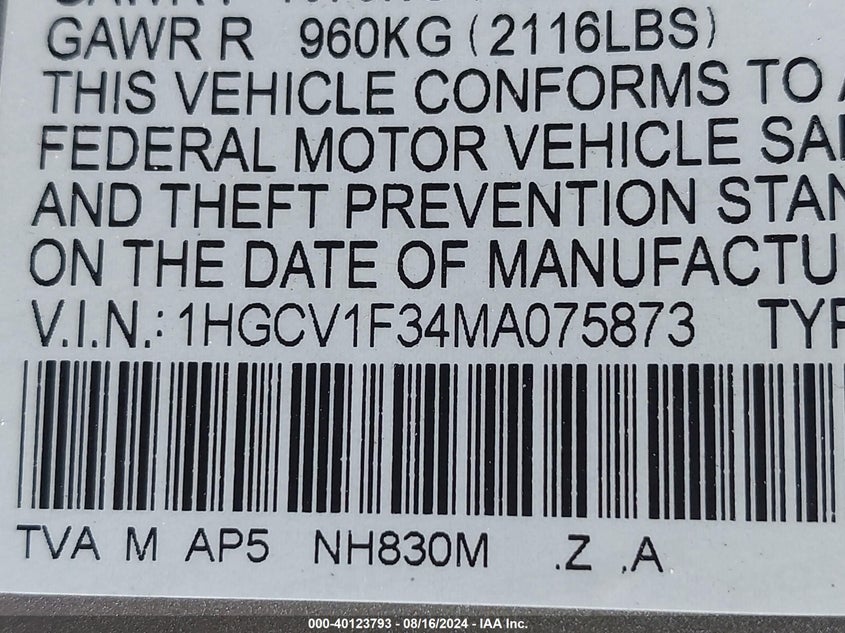 GAWR R 960KG (2116LBS)
THIS VEHICLE CONFORMS TO
FEDERAL MOTOR VEHICLE
AND THEFT PREVENTION
ON THE DATE OF
V.I.N.: 1HGCV1F34MA075873
TVA M AP5 NH830M .Z .A
000-40123793 - 08/16/2024 - IAA Inc.